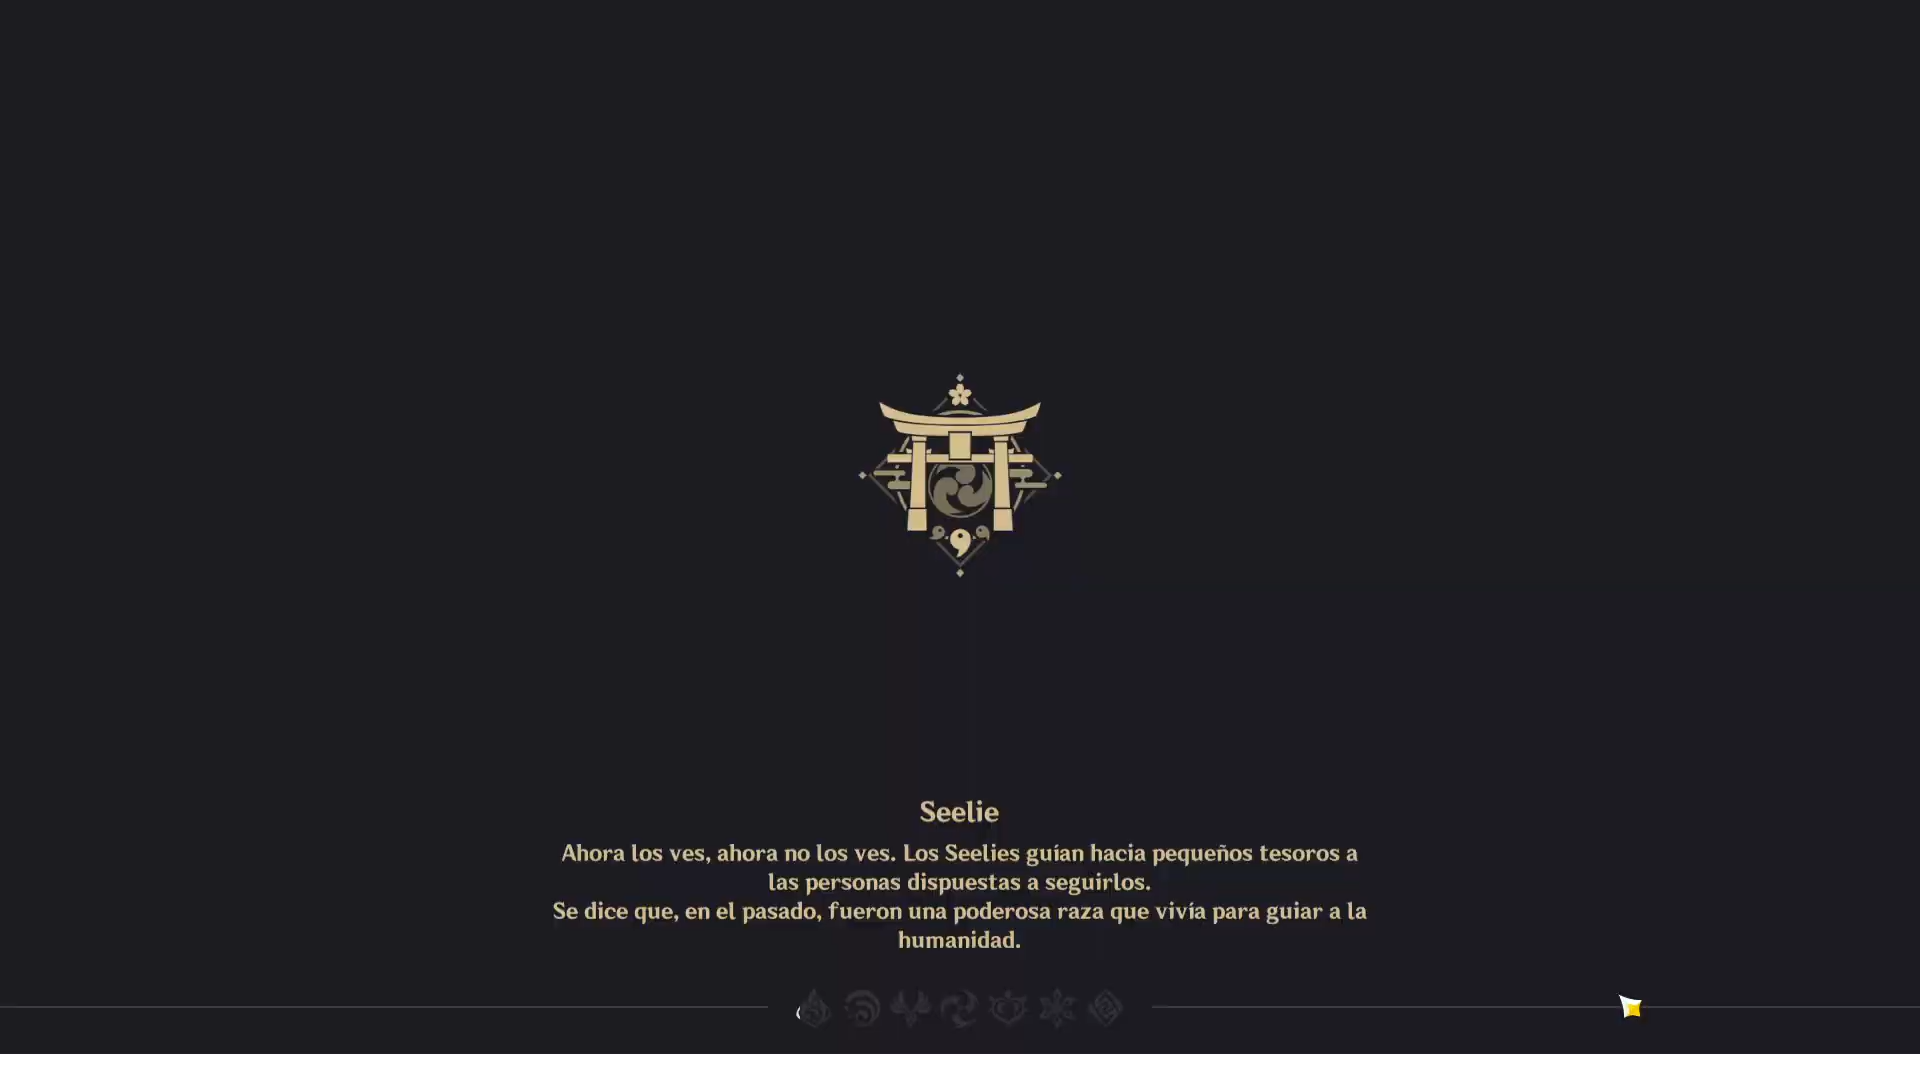 Seelie
Ahora los ves, ahora no los ves. Los Seelies guían hacia pequeños tesoros a
las personas dispuestas a seguirlos.
Se dice que, en el pasado, fueron una poderosa raza que vivía para guiar a la
humanidad.